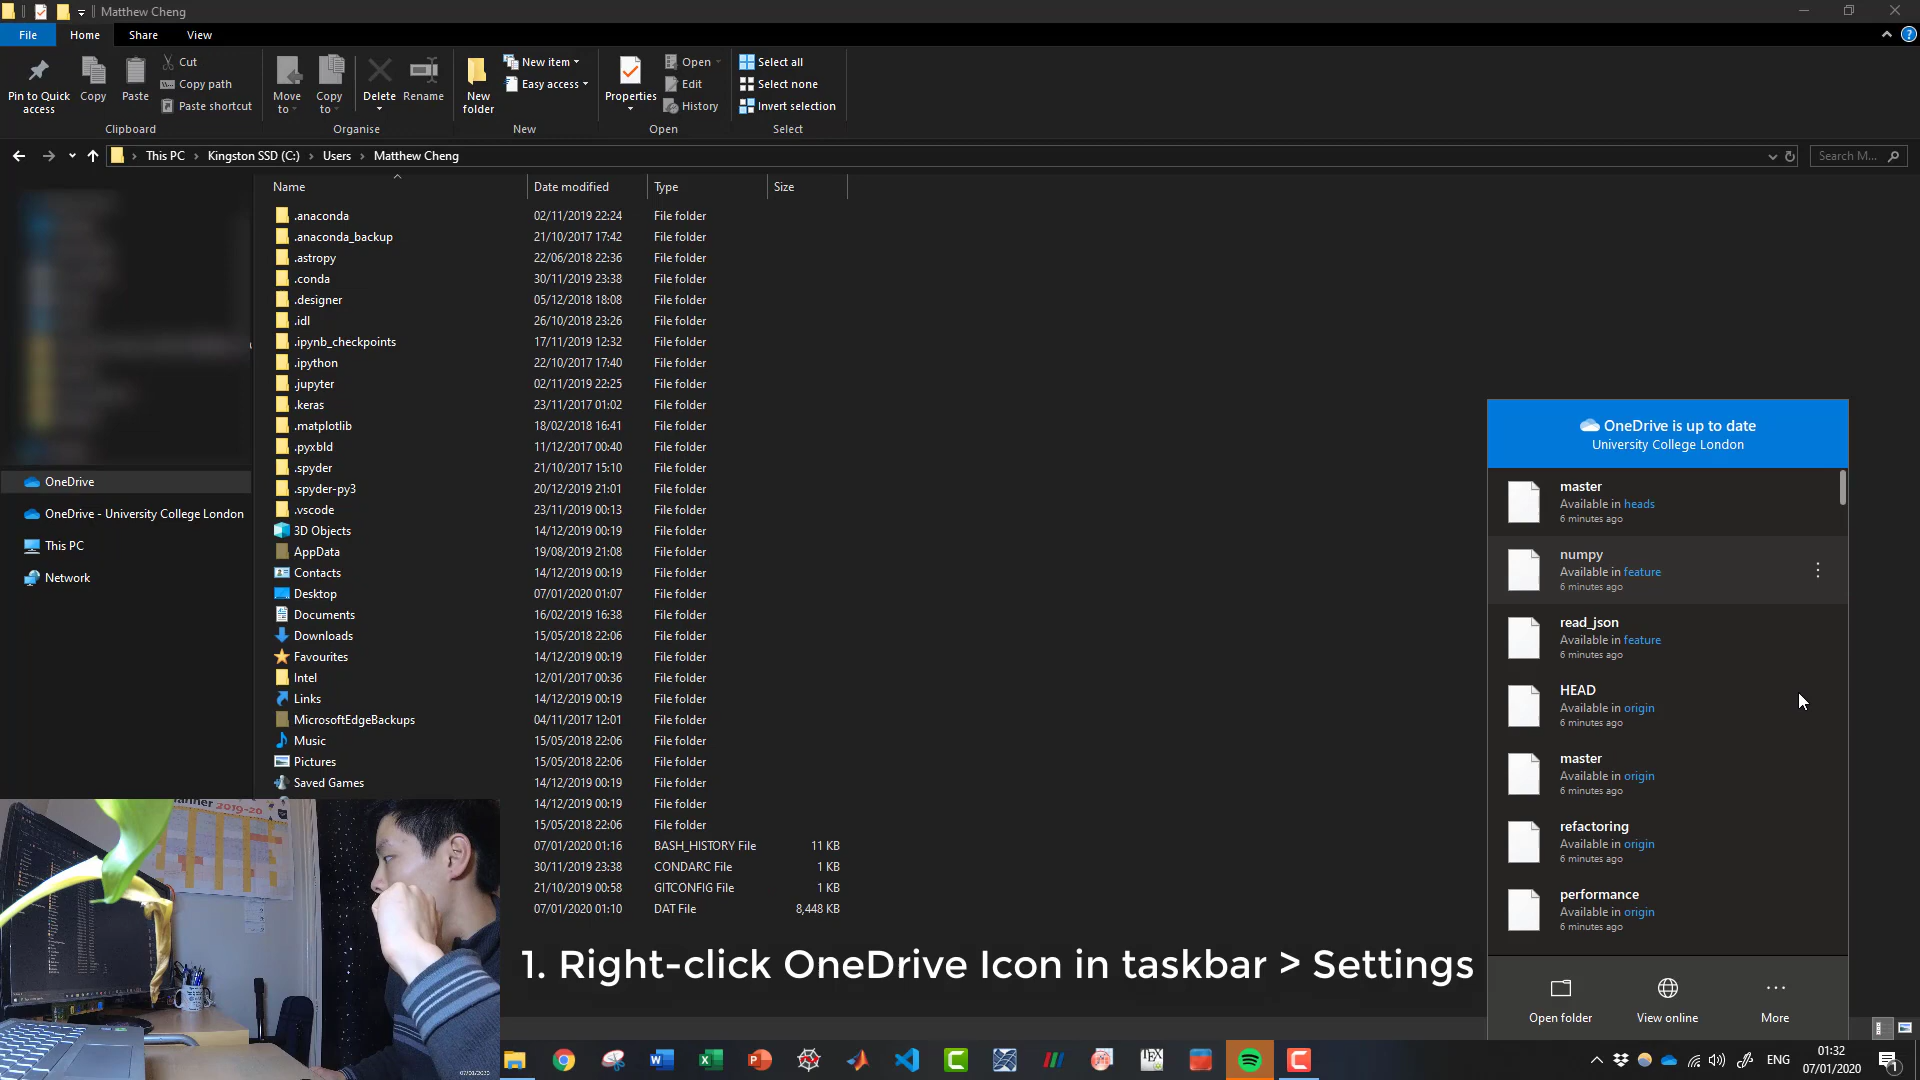 Matthew Cheng
File Home Share View
Pin to Quick access
Copy
Paste
Cut
Copy path
Paste shortcut
Clipboard
Move to
Copy to
Delete
Rename
Organise
New folder
New item
Easy access
New
Properties
Open
Edit
History
Open
Select all
Select none
Invert selection
Select
This PC > Kingston SSD (C:) > Users > Matthew Cheng
Search M...
Name Date modified Type Size
.anaconda 02/11/2019 22:24 File folder
.anaconda_backup 21/10/2017 17:42 File folder
.astropy 22/06/2018 22:36 File folder
.conda 30/11/2019 23:38 File folder
.designer 05/12/2018 18:08 File folder
.idl 26/10/2018 23:26 File folder
.ipynb_checkpoints 17/11/2019 12:32 File folder
.ipython 22/10/2017 17:40 File folder
.jupyter 02/11/2019 22:25 File folder
.keras 23/11/2017 01:02 File folder
.matplotlib 18/02/2018 16:41 File folder
.pyxbld 11/12/2017 00:40 File folder
.spyder 21/10/2017 15:10 File folder
.spyder-py3 20/12/2019 21:01 File folder
.vscode 23/11/2019 00:13 File folder
3D Objects 14/12/2019 00:19 File folder
AppData 19/08/2019 21:08 File folder
Contacts 14/12/2019 00:19 File folder
Desktop 07/01/2020 01:07 File folder
Documents 16/02/2019 16:38 File folder
Downloads 15/05/2018 22:06 File folder
Favourites 14/12/2019 00:19 File folder
Intel 12/01/2017 00:36 File folder
Links 14/12/2019 00:19 File folder
MicrosoftEdgeBackups 04/11/2017 12:01 File folder
Music 15/05/2018 22:06 File folder
Pictures 15/05/2018 22:06 File folder
Saved Games 14/12/2019 00:19 File folder
14/12/2019 00:19 File folder
15/05/2018 22:06 File folder
07/01/2020 01:16 BASH_HISTORY File 11 KB
30/11/2019 23:38 CONDARC File 1 KB
21/10/2019 00:58 GITCONFIG File 1 KB
07/01/2020 01:10 DAT File 8,448 KB
OneDrive
OneDrive - University College London
This PC
Network
OneDrive is up to date
University College London
master
Available in heads
6 minutes ago
numpy
Available in feature
6 minutes ago
read_json
Available in feature
6 minutes ago
HEAD
Available in origin
6 minutes ago
master
Available in origin
6 minutes ago
refactoring
Available in origin
6 minutes ago
performance
Available in origin
6 minutes ago
Open folder
View online
More
1. Right-click OneDrive Icon in taskbar > Settings
2019-20
07/01/2020
TEX
ENG
01:32
07/01/2020
1